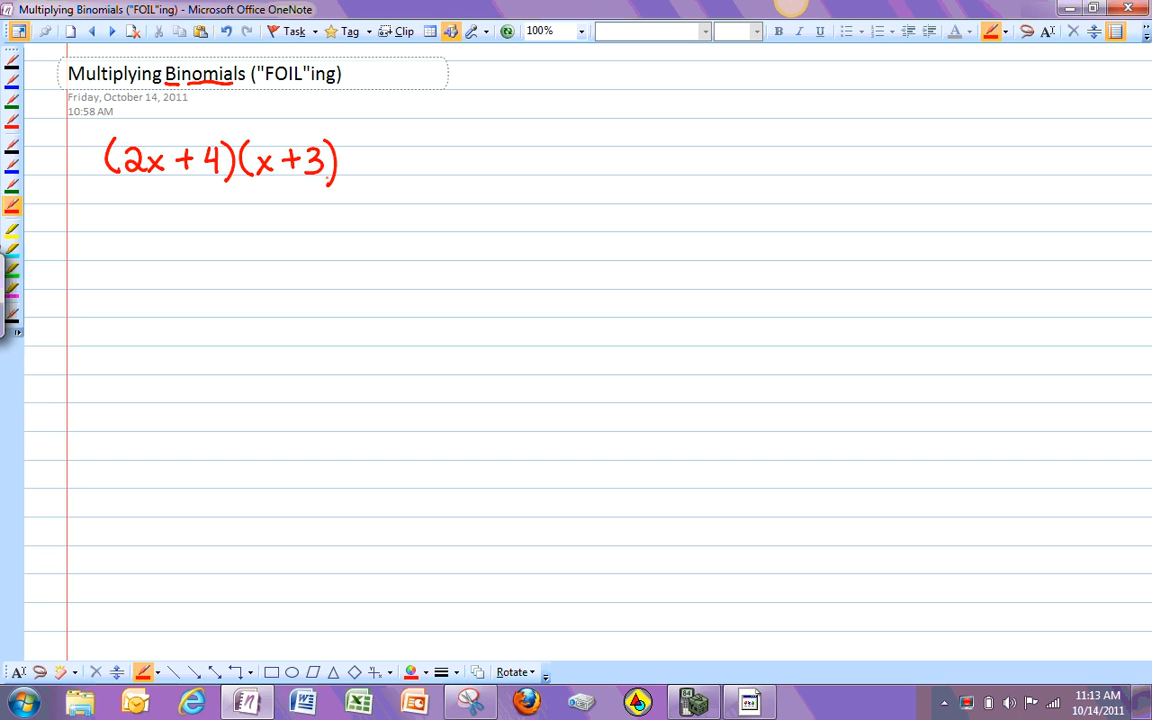 Multiplying Binomials ("FOIL"ing) - Microsoft Office OneNote
Task Tag Clip 100% B I U A
Multiplying Binomials ("FOIL"ing)
Friday, October 14, 2011
10:58 AM
(2x + 4)(x + 3)
Rotate
11:13 AM
10/14/2011